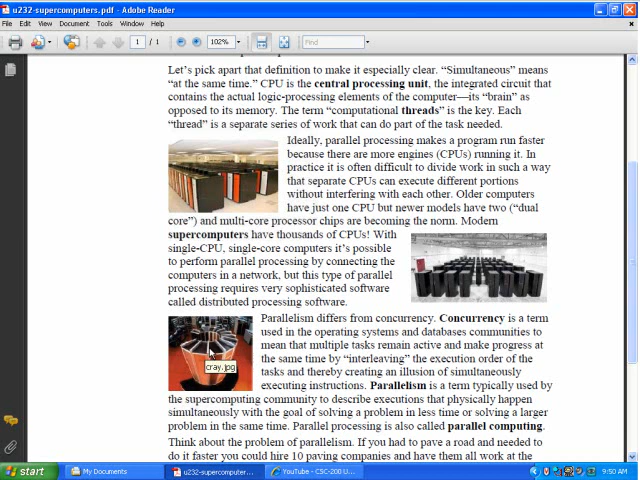 u232-supercomputers.pdf - Adobe Reader
File Edit View Document Tools Window Help
1 / 1 102% Find
Let's pick apart that definition to make it especially clear. “Simultaneous” means
“at the same time.” CPU is the central processing unit, the integrated circuit that
contains the actual logic-processing elements of the computer—its “brain” as
opposed to its memory. The term “computational threads” is the key. Each
“thread” is a separate series of work that can do part of the task needed.
Ideally, parallel processing makes a program run faster
because there are more engines (CPUs) running it. In
practice it is often difficult to divide work in such a way
that separate CPUs can execute different portions
without interfering with each other. Older computers
have just one CPU but newer models have two (“dual
core”) and multi-core processor chips are becoming the norm. Modern
supercomputers have thousands of CPUs! With
single-CPU, single-core computers it's possible
to perform parallel processing by connecting the
computers in a network, but this type of parallel
processing requires very sophisticated software
called distributed processing software.
Parallelism differs from concurrency. Concurrency is a term
used in the operating systems and databases communities to
mean that multiple tasks remain active and make progress at
the same time by “interleaving” the execution order of the
tasks and thereby creating an illusion of simultaneously
executing instructions. Parallelism is a term typically used by
cray.jpg
the supercomputing community to describe executions that physically happen
simultaneously with the goal of solving a problem in less time or solving a larger
problem in the same time. Parallel processing is also called parallel computing.
Think about the problem of parallelism. If you had to pave a road and needed to
do it faster you could hire 10 paving companies and have them all work at the
start My Documents u232-supercomputer... YouTube - CSC-200 U... 9:50 AM